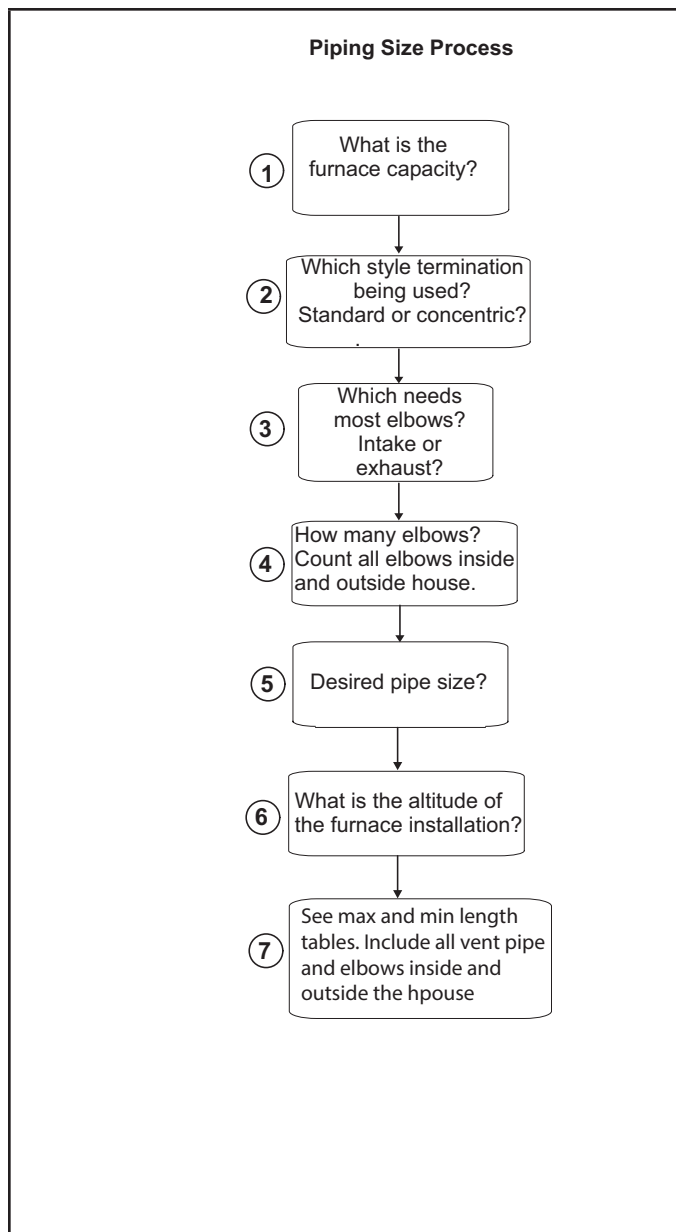 Piping Size Process
1
What is the
furnace capacity?
2
Which style termination
being used?
Standard or concentric?
.
3
Which needs
most elbows?
Intake or
exhaust?
4
How many elbows?
Count all elbows inside
and outside house.
5
Desired pipe size?
6
What is the altitude of
the furnace installation?
7
See max and min length
tables. Include all vent pipe
and elbows inside and
outside the hpouse